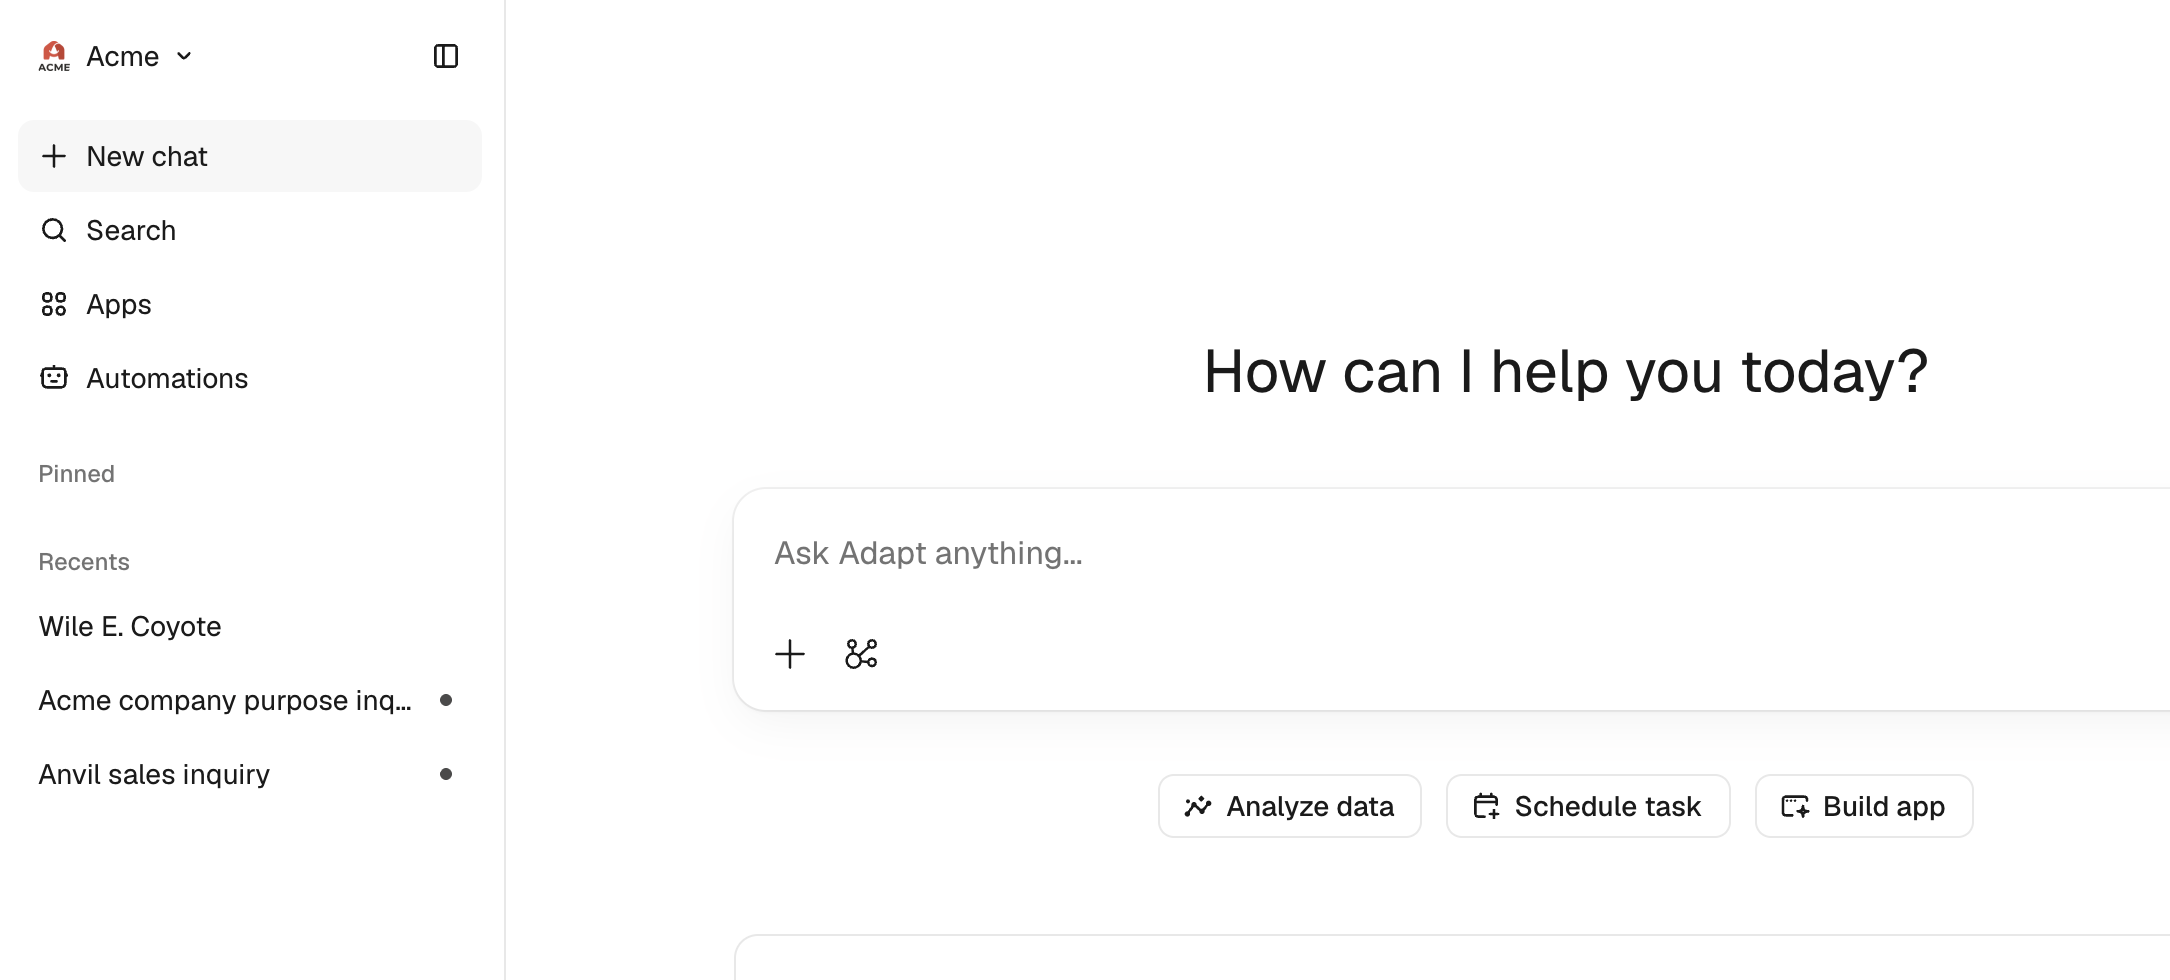 ACME
Acme
New chat
Search
Apps
Automations
Pinned
Recents
Wile E. Coyote
Acme company purpose inq...
Anvil sales inquiry
How can I help you today?
Ask Adapt anything...
Analyze data
Schedule task
Build app